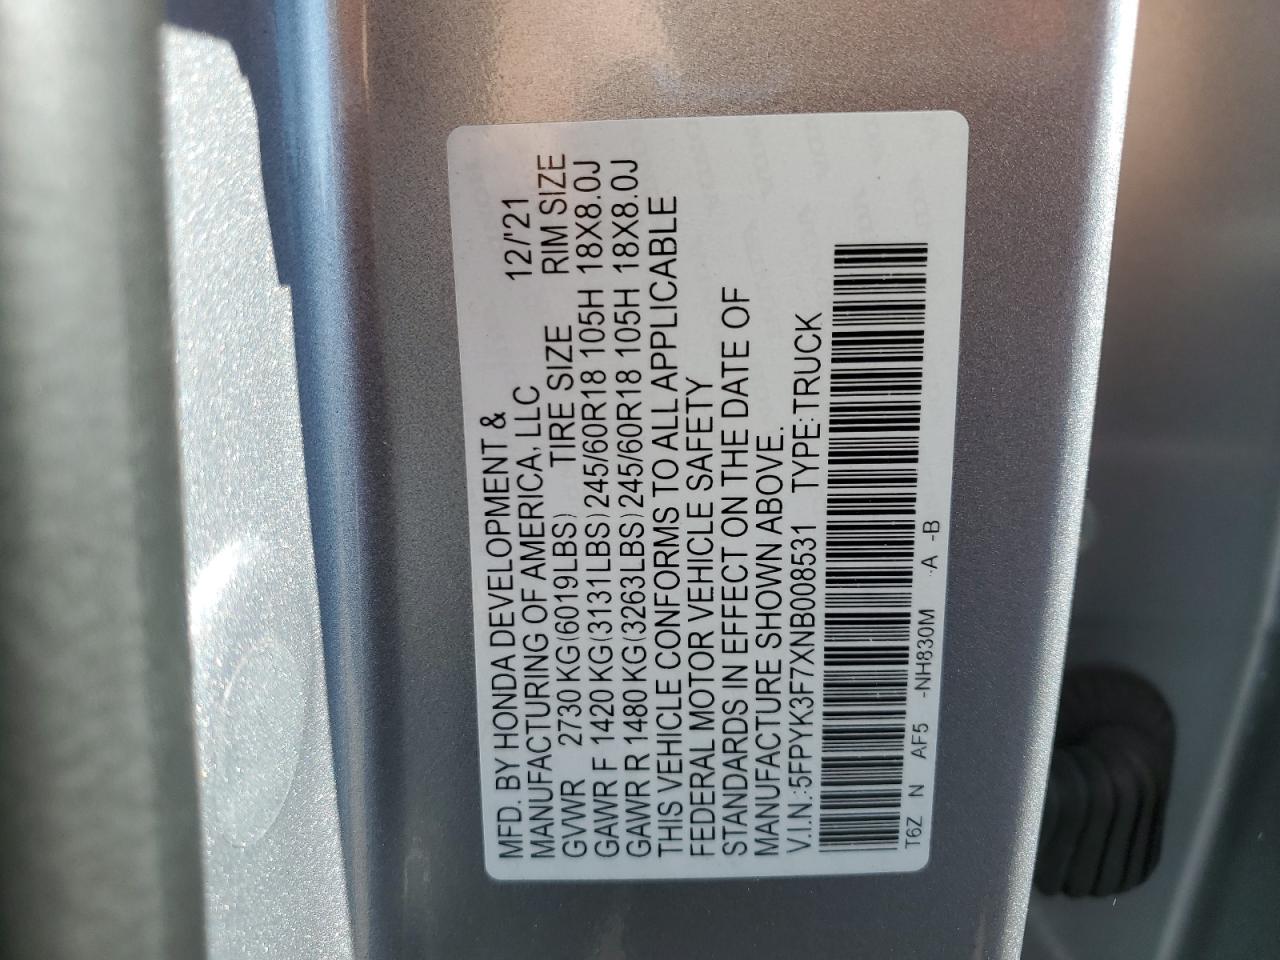 MFD. BY HONDA DEVELOPMENT &
MANUFACTURING OF AMERICA, LLC 12/'21
GVWR 2730 KG(6019LBS) TIRE SIZE RIM SIZE
GAWR F 1420 KG(3131LBS) 245/60R18 105H 18X8.0J
GAWR R 1480 KG(3263LBS) 245/60R18 105H 18X8.0J
THIS VEHICLE CONFORMS TO ALL APPLICABLE
FEDERAL MOTOR VEHICLE SAFETY
STANDARDS IN EFFECT ON THE DATE OF
MANUFACTURE SHOWN ABOVE.
V.I.N.:5FPYK3F7XNB008531 TYPE:TRUCK
T6Z N AF5 -NH830M A -B